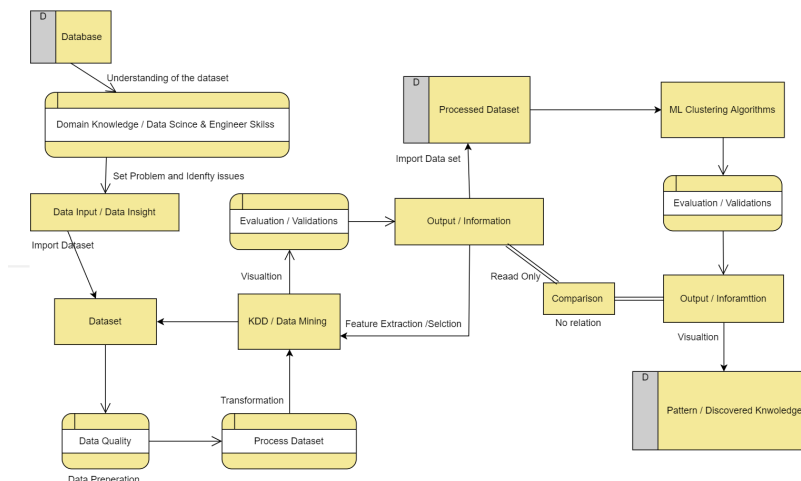 D
Database
Understanding of the dataset
Domain Knowledge / Data Scince & Engineer Skilss
Set Problem and Idenfty issues
Data Input / Data Insight
Import Dataset
Dataset
Data Quality
Data Preperation
Process Dataset
Transformation
KDD / Data Mining
Visualtion
Evaluation / Validations
Output / Information
Feature Extraction /Selction
Import Data set
D
Processed Dataset
ML Clustering Algorithms
Evaluation / Validations
Output / Inforamttion
Reaad Only
Comparison
No relation
Visualtion
D
Pattern / Discovered Knwoledge